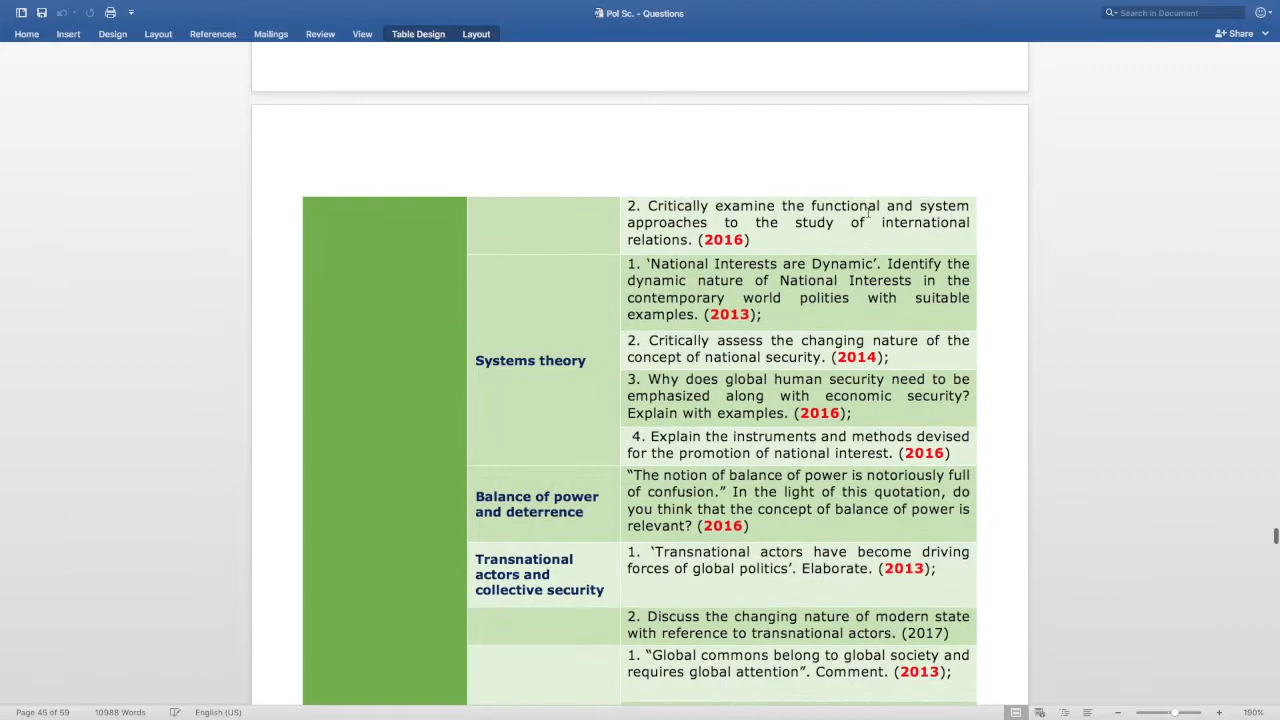 Pol Sc. - Questions
Search in Document
Home Insert Design Layout References Mailings Review View Table Design Layout
Share
2. Critically examine the functional and system
approaches to the study of international
relations. (2016)
Systems theory
1. ‘National Interests are Dynamic’. Identify the
dynamic nature of National Interests in the
contemporary world polities with suitable
examples. (2013);
2. Critically assess the changing nature of the
concept of national security. (2014);
3. Why does global human security need to be
emphasized along with economic security?
Explain with examples. (2016);
4. Explain the instruments and methods devised
for the promotion of national interest. (2016)
Balance of power
and deterrence
“The notion of balance of power is notoriously full
of confusion.” In the light of this quotation, do
you think that the concept of balance of power is
relevant? (2016)
Transnational
actors and
collective security
1. ‘Transnational actors have become driving
forces of global politics’. Elaborate. (2013);
2. Discuss the changing nature of modern state
with reference to transnational actors. (2017)
1. “Global commons belong to global society and
requires global attention”. Comment. (2013);
Page 45 of 59 10988 Words English (US) 190%